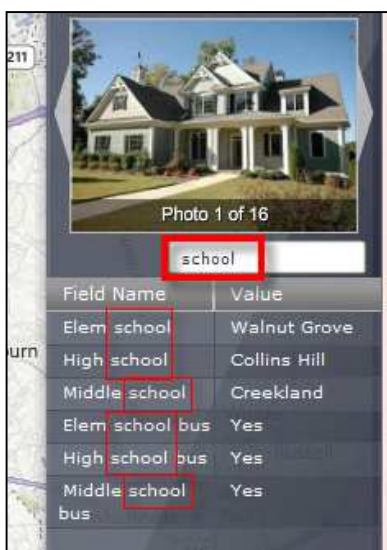 211
Photo 1 of 16
school
Field Name Value
Elem school Walnut Grove
urn
High school Collins Hill
Middle school Creekland
Elem school bus Yes
High school bus Yes
Middle school Yes
bus